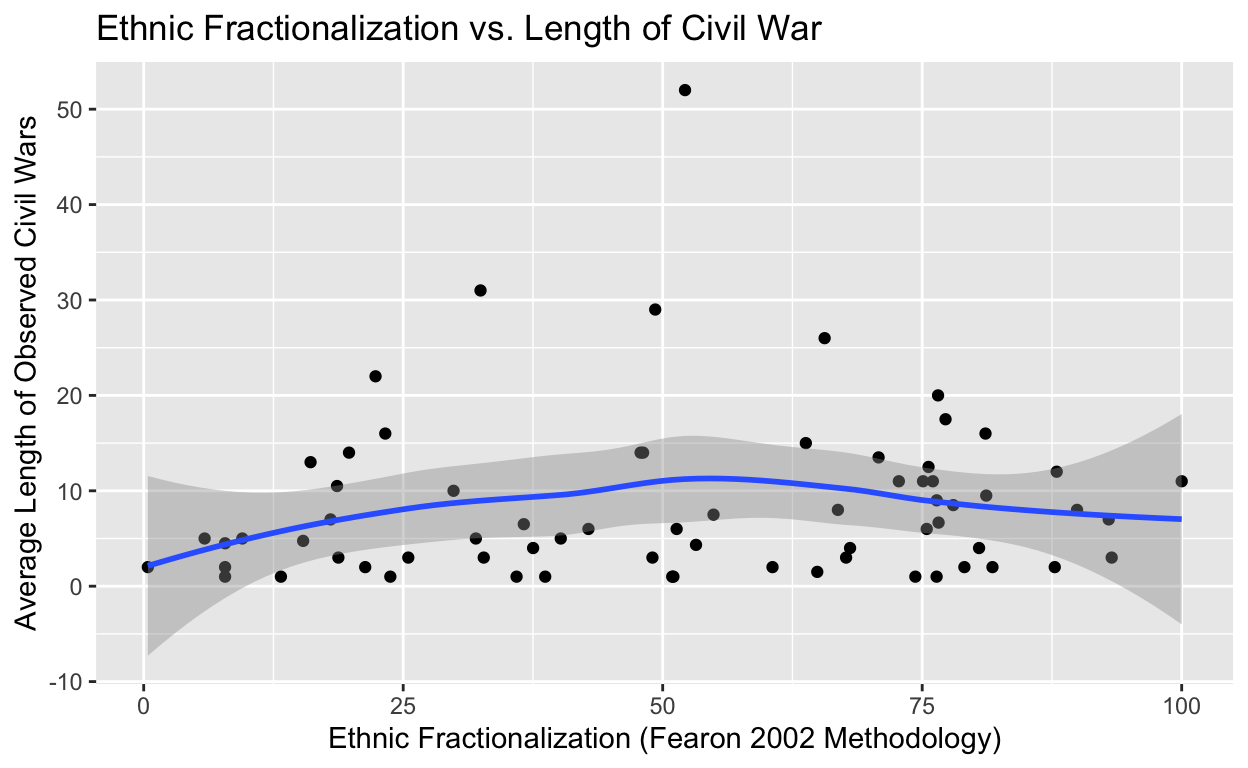 Ethnic Fractionalization vs. Length of Civil War
Average Length of Observed Civil Wars
50
40
30
20
10
0
-10
0 25 50 75 100
Ethnic Fractionalization (Fearon 2002 Methodology)